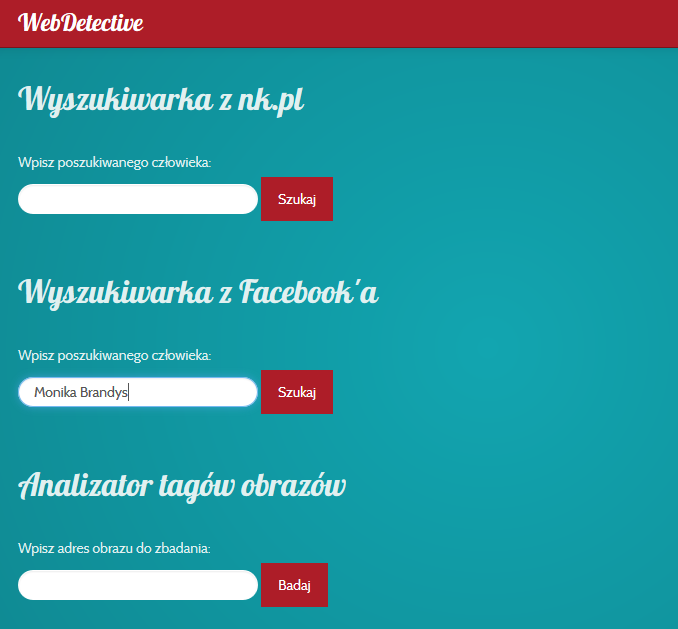 WebDetective
Wyszukiwarka z nk.pl
Wpisz poszukiwanego człowieka:
Szukaj
Wyszukiwarka z Facebook'a
Wpisz poszukiwanego człowieka:
Monika Brandys
Szukaj
Analizator tagów obrazów
Wpisz adres obrazu do zbadania:
Badaj